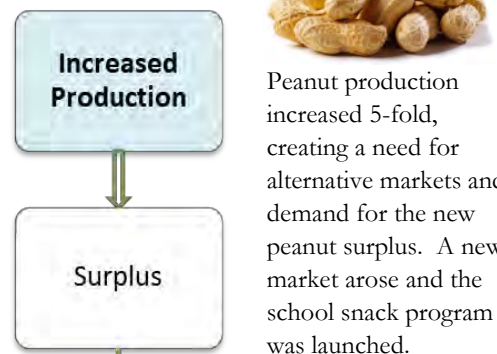 Increased
Production
Surplus
Peanut production
increased 5-fold,
creating a need for
alternative markets and
demand for the new
peanut surplus. A new
market arose and the
school snack program
was launched.